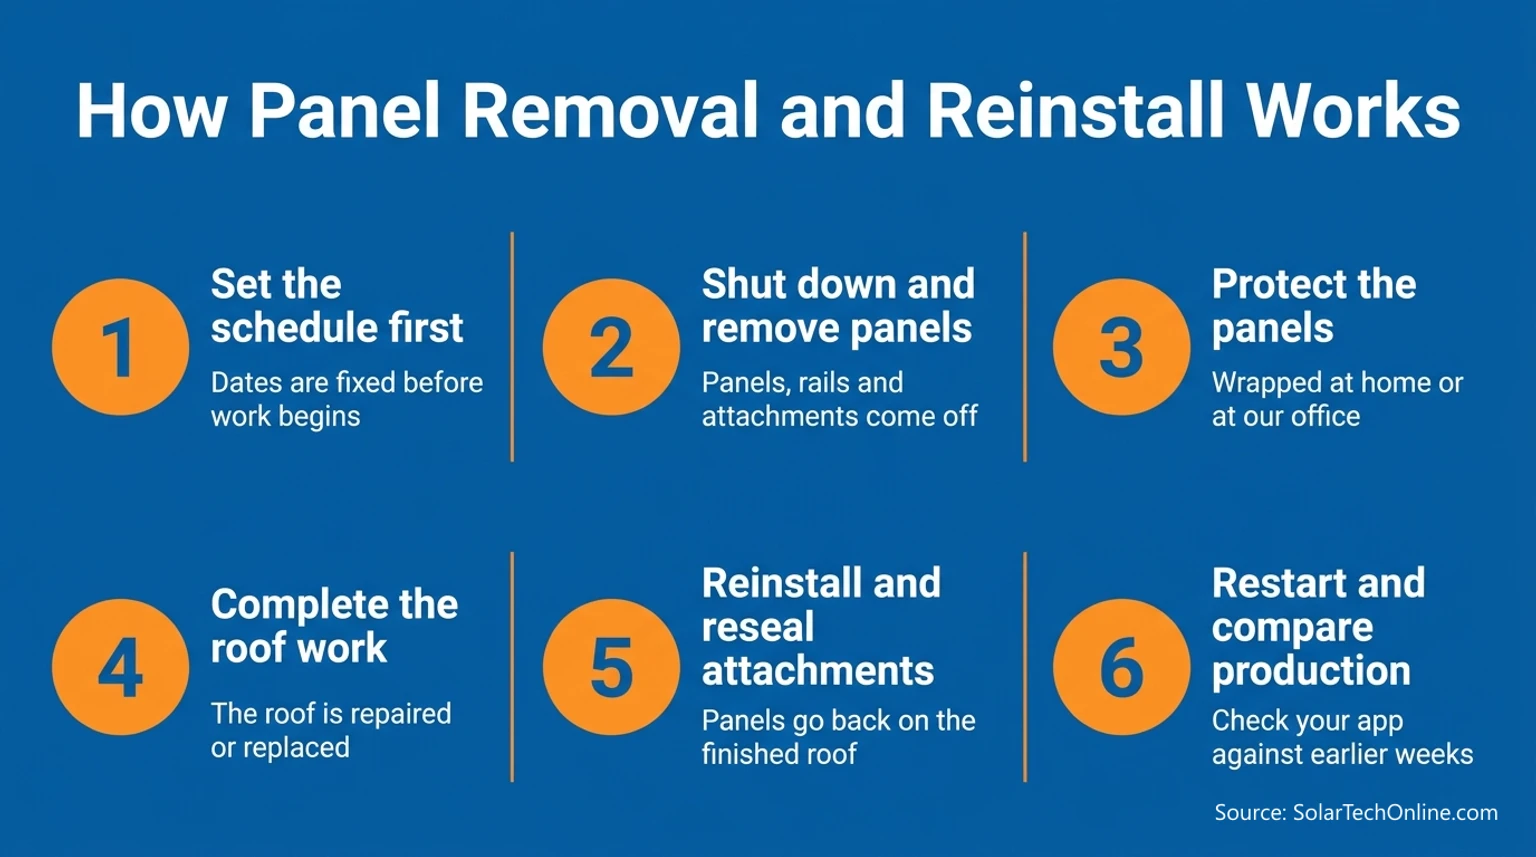 How Panel Removal and Reinstall Works
1
Set the
schedule first
Dates are fixed before
work begins
2
Shut down and
remove panels
Panels, rails and
attachments come off
3
Protect the
panels
Wrapped at home or
at our office
4
Complete the
roof work
The roof is repaired
or replaced
5
Reinstall and
reseal
attachments
Panels go back on the
finished roof
6
Restart and
compare
production
Check your app
against earlier weeks
Source: SolarTechOnline.com